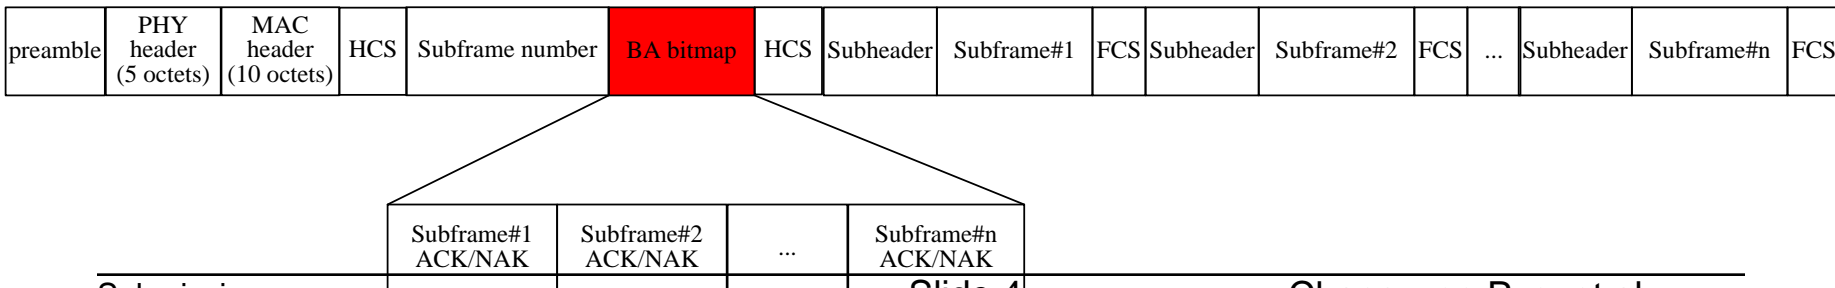 preamble
PHY
header
(5 octets)
MAC
header
(10 octets)
HCS
Subframe number
BA bitmap
HCS
Subheader
Subframe#1
FCS
Subheader
Subframe#2
FCS
...
Subheader
Subframe#n
FCS
Subframe#1
ACK/NAK
Subframe#2
ACK/NAK
...
Subframe#n
ACK/NAK
Slide 4